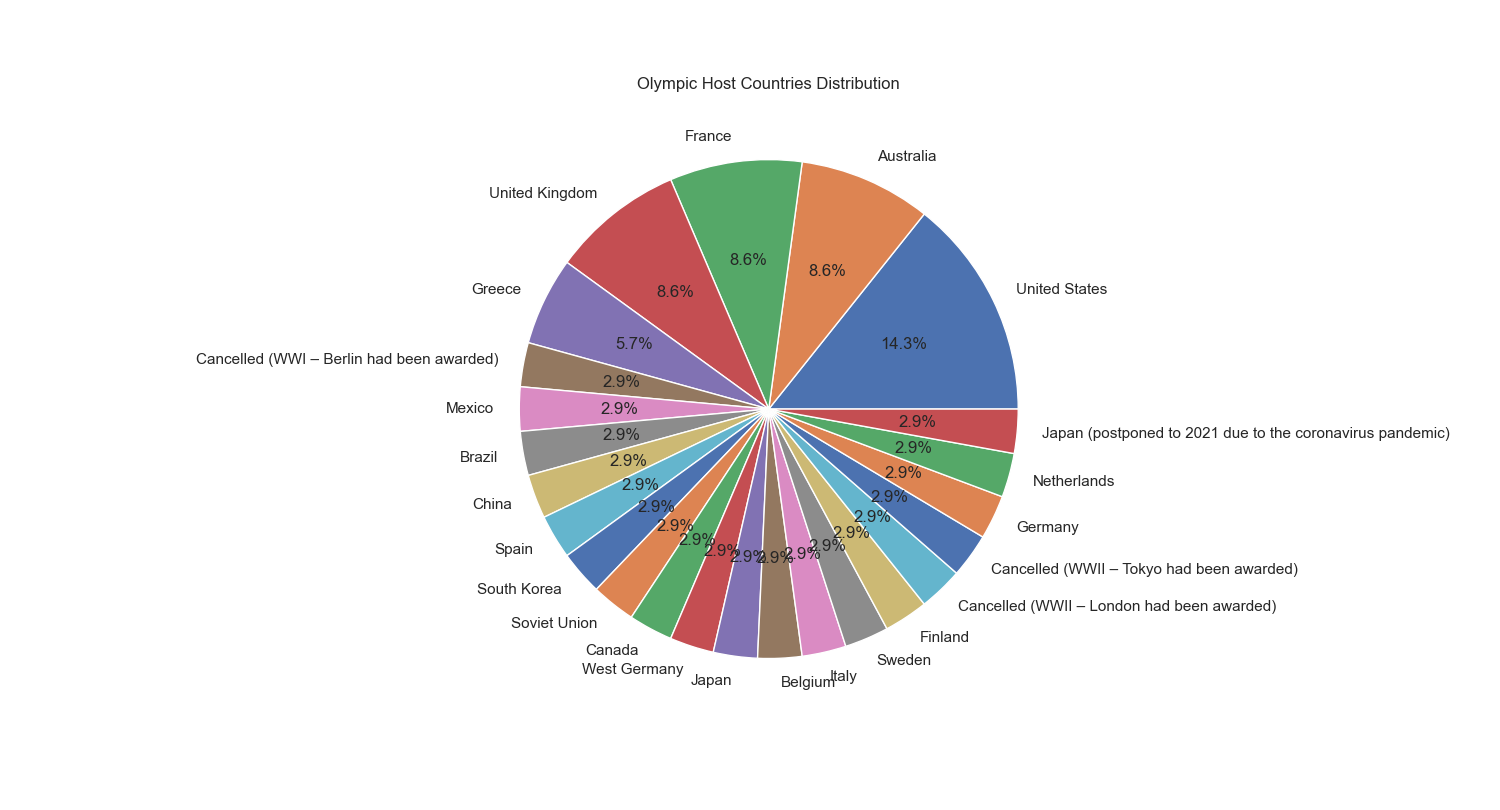 Olympic Host Countries Distribution
France
Australia
United Kingdom
8.6%
8.6%
United States
Greece
8.6%
5.7%
14.3%
Cancelled (WWI – Berlin had been awarded)
2.9%
Mexico
2.9%
2.9%
Japan (postponed to 2021 due to the coronavirus pandemic)
Brazil
2.9%
2.9%
Netherlands
China
2.9%
2.9%
Germany
Spain
2.9%
2.9%
Cancelled (WWII – Tokyo had been awarded)
South Korea
2.9%
2.9%
Cancelled (WWII – London had been awarded)
Soviet Union
2.9%
2.9%
Finland
Canada
2.9%
2.9%
Sweden
West Germany
2.9%
2.9%
Italy
Japan
2.9%
2.9%
Belgium